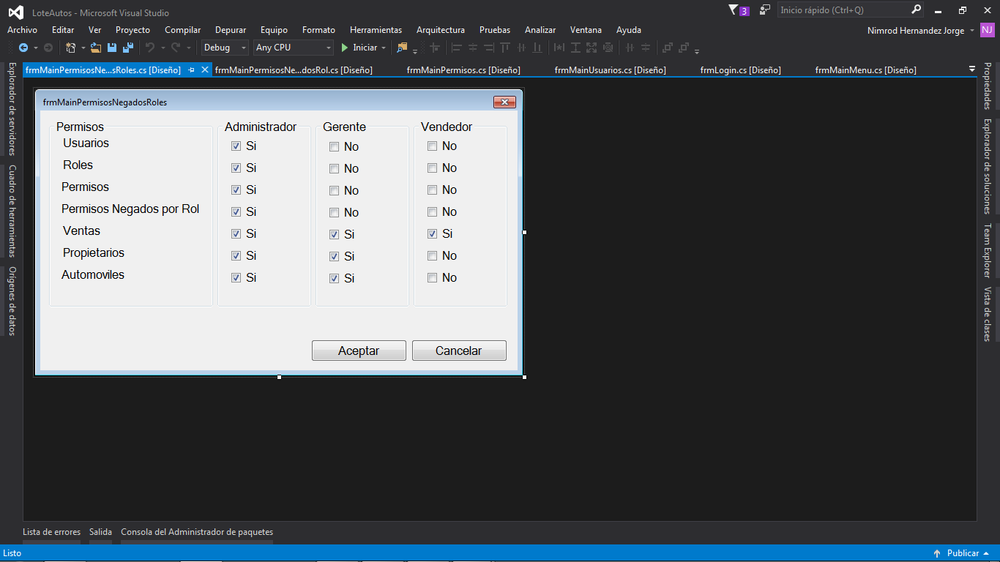 LoteAutos - Microsoft Visual Studio
3
Inicio rápido (Ctrl+Q)
Archivo Editar Ver Proyecto Compilar Depurar Equipo Formato Herramientas Arquitectura Pruebas Analizar Ventana Ayuda
Nimrod Hernandez Jorge NJ
Debug Any CPU Iniciar
frmMainPermisosNe...sRoles.cs [Diseño] frmMainPermisosNe...dosRol.cs [Diseño] frmMainPermisos.cs [Diseño] frmMainUsuarios.cs [Diseño] frmLogin.cs [Diseño] frmMainMenu.cs [Diseño]
Explorador de servidores
Cuadro de herramientas
Orígenes de datos
frmMainPermisosNegadosRoles
Permisos Administrador Gerente Vendedor
Usuarios Si No No
Roles Si No No
Permisos Si No No
Permisos Negados por Rol Si No No
Ventas Si Si Si
Propietarios Si Si No
Automoviles Si Si No
Aceptar Cancelar
Propiedades
Explorador de soluciones
Team Explorer
Vista de clases
Lista de errores Salida Consola del Administrador de paquetes
Listo Publicar